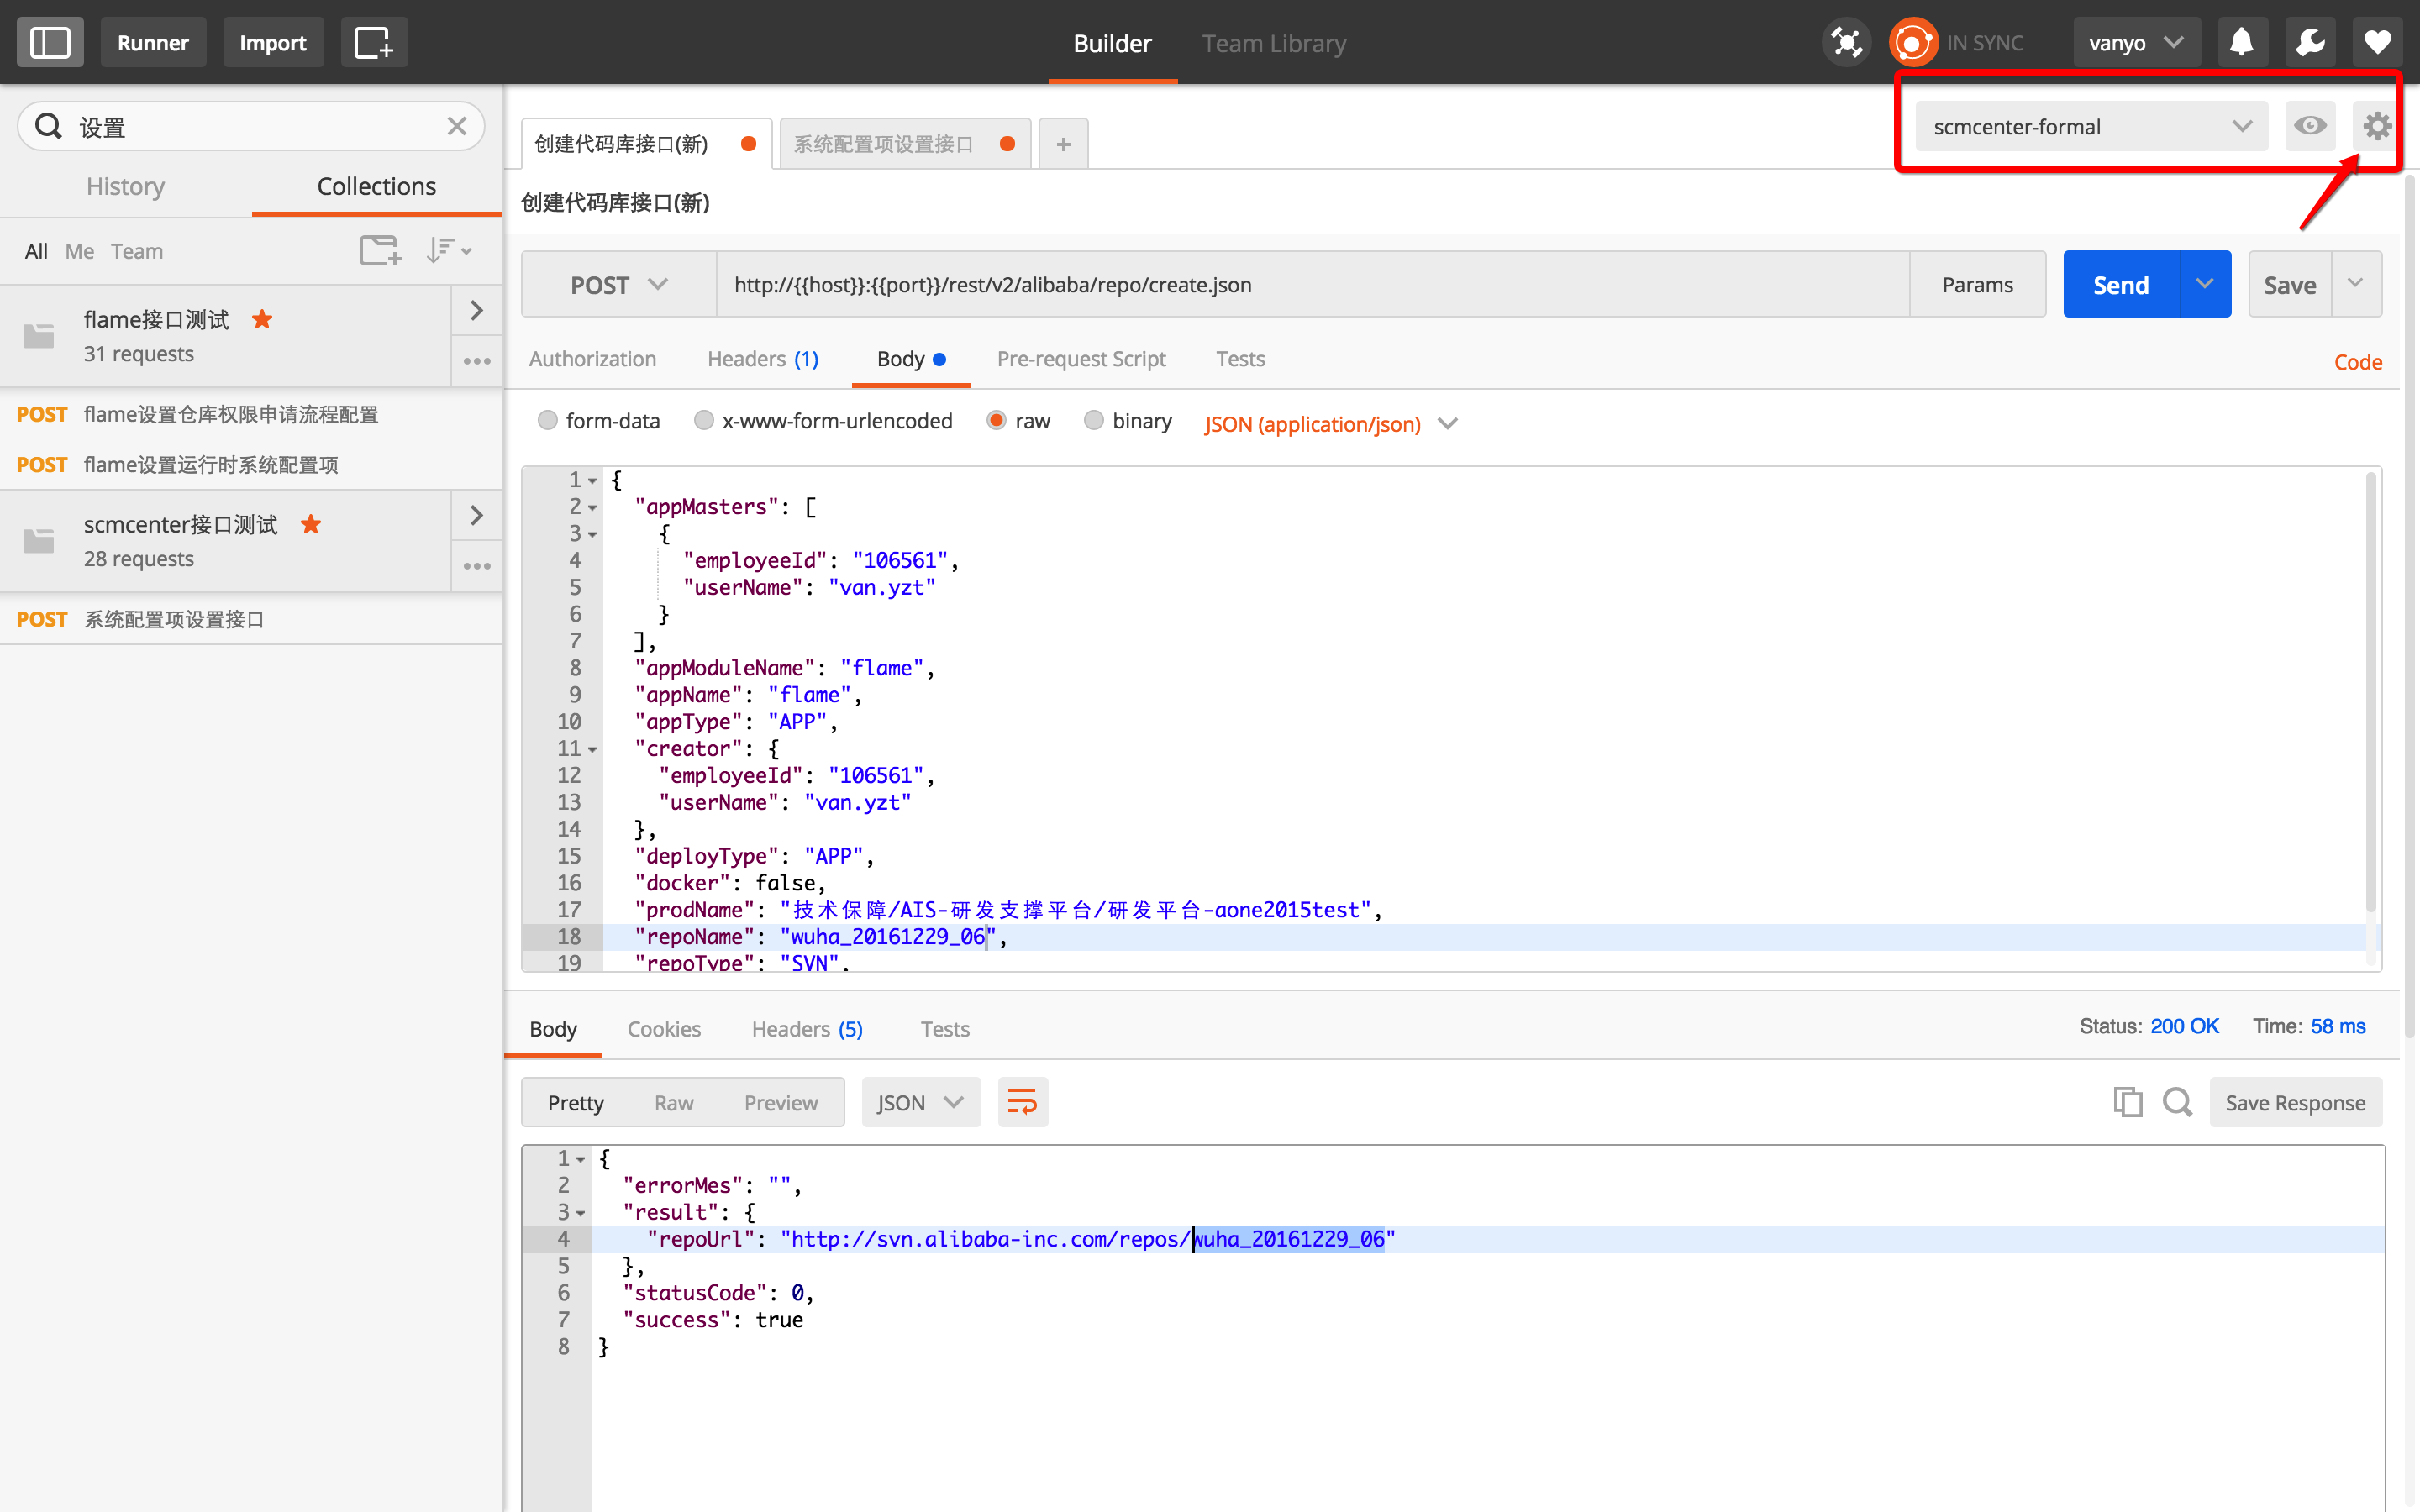 Runner
Import
Builder
Team Library
IN SYNC
vanyo
设置
History
Collections
All
Me
Team
flame接口测试
31 requests
POST flame设置仓库权限申请流程配置
POST flame设置运行时系统配置项
scmcenter接口测试
28 requests
POST 系统配置项设置接口
创建代码库接口(新)
系统配置项设置接口
+
scmcenter-formal
创建代码库接口(新)
POST
http://{{host}}:{{port}}/rest/v2/alibaba/repo/create.json
Params
Send
Save
Authorization
Headers (1)
Body
Pre-request Script
Tests
Code
form-data
x-www-form-urlencoded
raw
binary
JSON (application/json)
1 {
2 "appMasters": [
3 {
4 "employeeId": "106561",
5 "userName": "van.yzt"
6 }
7 ],
8 "appModuleName": "flame",
9 "appName": "flame",
10 "appType": "APP",
11 "creator": {
12 "employeeId": "106561",
13 "userName": "van.yzt"
14 },
15 "deployType": "APP",
16 "docker": false,
17 "prodName": "技术保障/AIS-研发支撑平台/研发平台-aone2015test",
18 "repoName": "wuha_20161229_06",
19 "repoType": "SVN",
Body
Cookies
Headers (5)
Tests
Status: 200 OK
Time: 58 ms
Pretty
Raw
Preview
JSON
Save Response
1 {
2 "errorMes": "",
3 "result": {
4 "repoUrl": "http://svn.alibaba-inc.com/repos/wuha_20161229_06"
5 },
6 "statusCode": 0,
7 "success": true
8 }